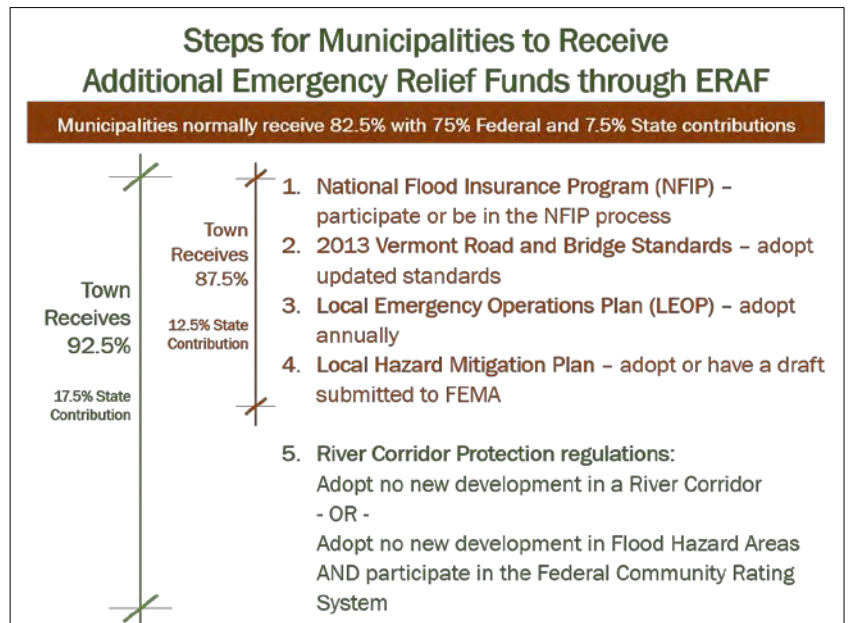 Steps for Municipalities to Receive
Additional Emergency Relief Funds through ERAF
Municipalities normally receive 82.5% with 75% Federal and 7.5% State contributions
Town
Receives
92.5%
17.5% State
Contribution
Town
Receives
87.5%
12.5% State
Contribution
1. National Flood Insurance Program (NFIP) –
participate or be in the NFIP process
2. 2013 Vermont Road and Bridge Standards – adopt
updated standards
3. Local Emergency Operations Plan (LEOP) – adopt
annually
4. Local Hazard Mitigation Plan – adopt or have a draft
submitted to FEMA
5. River Corridor Protection regulations:
Adopt no new development in a River Corridor
- OR -
Adopt no new development in Flood Hazard Areas
AND participate in the Federal Community Rating
System